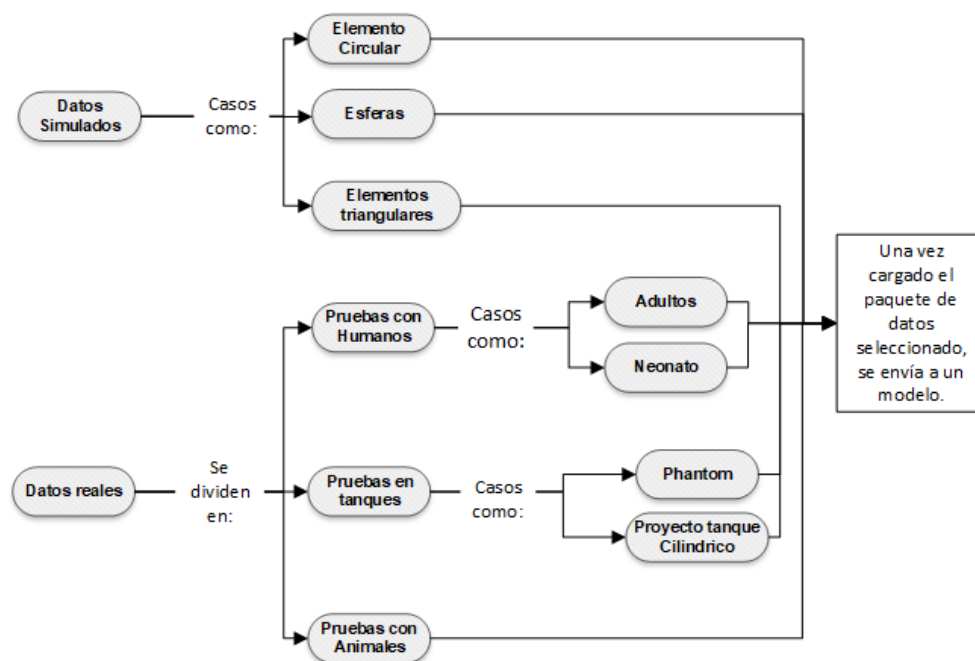 Elemento
Circular
Datos
Simulados
Casos
como:
Esferas
Elementos
triangulares
Pruebas con
Humanos
Casos
como:
Adultos
Neonato
Datos reales
Se
dividen
en:
Pruebas en
tanques
Casos
como:
Phantom
Proyecto tanque
Cilindrico
Pruebas con
Animales
Una vez
cargado el
paquete de
datos
seleccionado,
se envía a un
modelo.